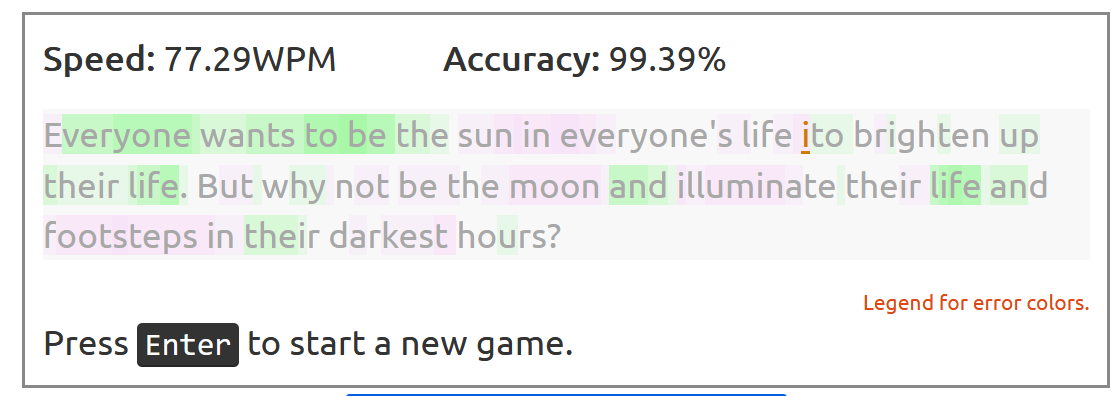 Speed: 77.29WPM Accuracy: 99.39%
Everyone wants to be the sun in everyone's life ito brighten up
their life. But why not be the moon and illuminate their life and
footsteps in their darkest hours?
Legend for error colors.
Press Enter to start a new game.